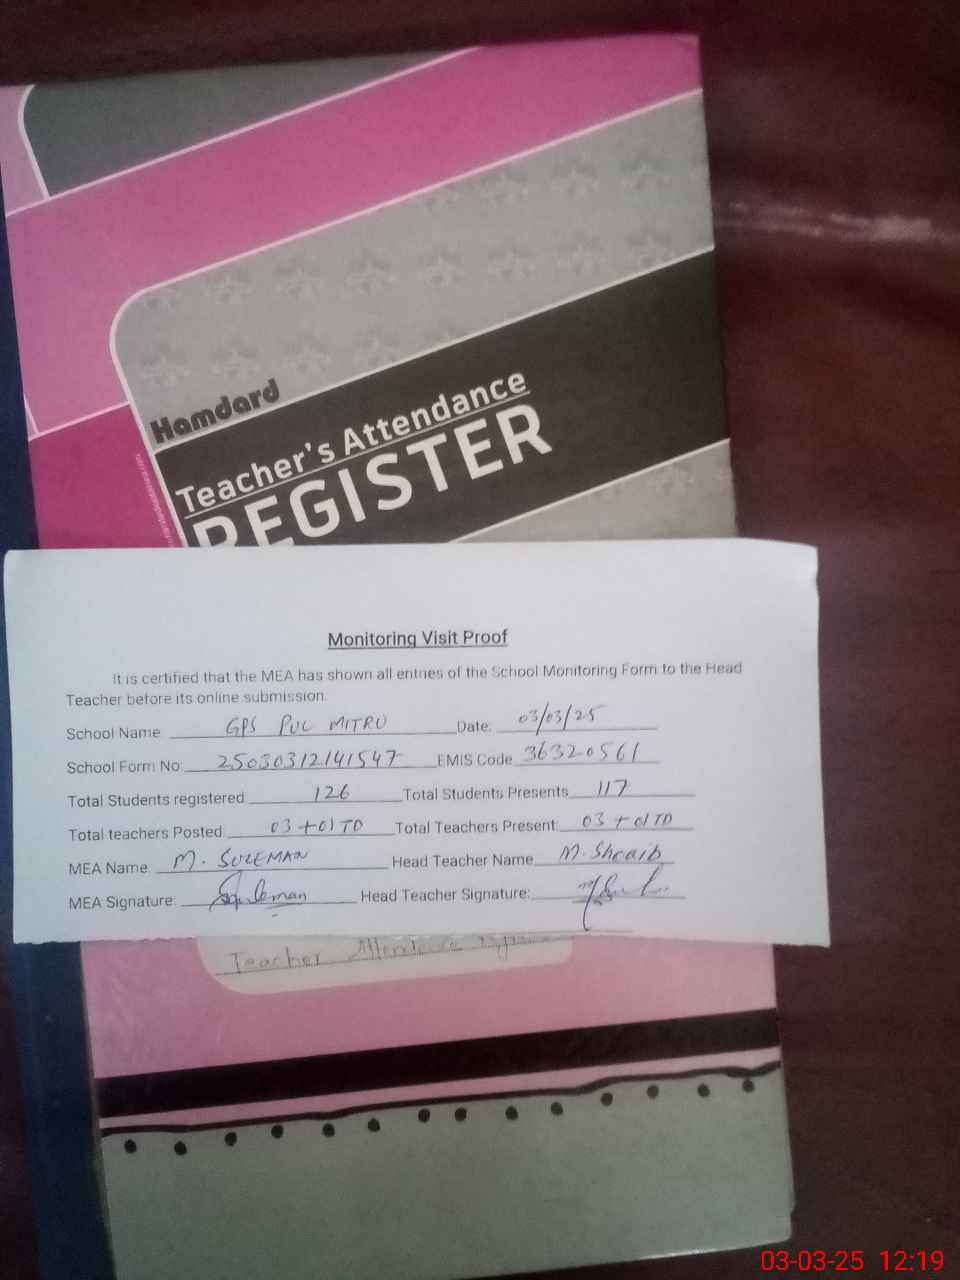 Hamdard
Teacher's Attendance
REGISTER
Monitoring Visit Proof
It is certified that the MEA has shown all entries of the School Monitoring Form to the Head
Teacher before its online submission.
School Name GPS PUL MITRU Date: 03/03/25
School Form No: 25030312141547 EMIS Code 36320561
Total Students registered 126 Total Students Presents 117
Total teachers Posted: 03+01 TD Total Teachers Present: 03+01 TD
MEA Name. M. SULEMAN Head Teacher Name M. Shoaib
MEA Signature. Suleman Head Teacher Signature:
Teacher Attendance
03-03-25 12:19